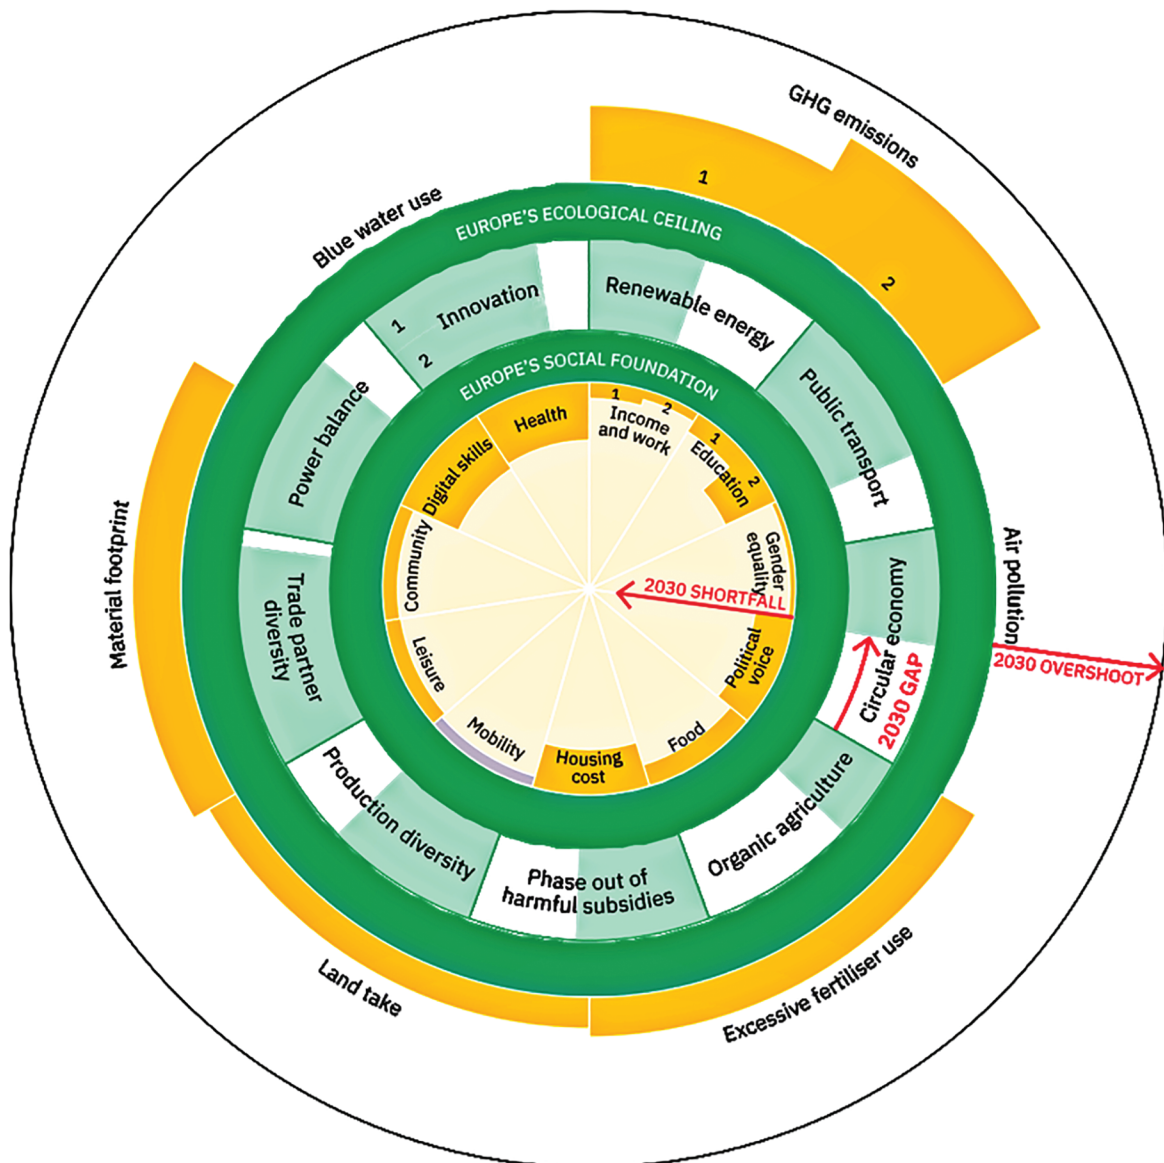 GHG emissions
1
2
Blue water use
EUROPE'S ECOLOGICAL CEILING
Renewable energy
1
Innovation
2
Public transport
Power balance
EUROPE'S SOCIAL FOUNDATION
Health
1
2
Income
and work
1
Education
2
Digital skills
Gender
equality
Community
2030 SHORTFALL
Material footprint
Air pollution
Circular economy
2030 OVERSHOOT
2030 GAP
Trade partner
diversity
Leisure
Political
voice
Mobility
Food
Housing
cost
Production diversity
Organic agriculture
Phase out of
harmful subsidies
Land take
Excessive fertiliser use